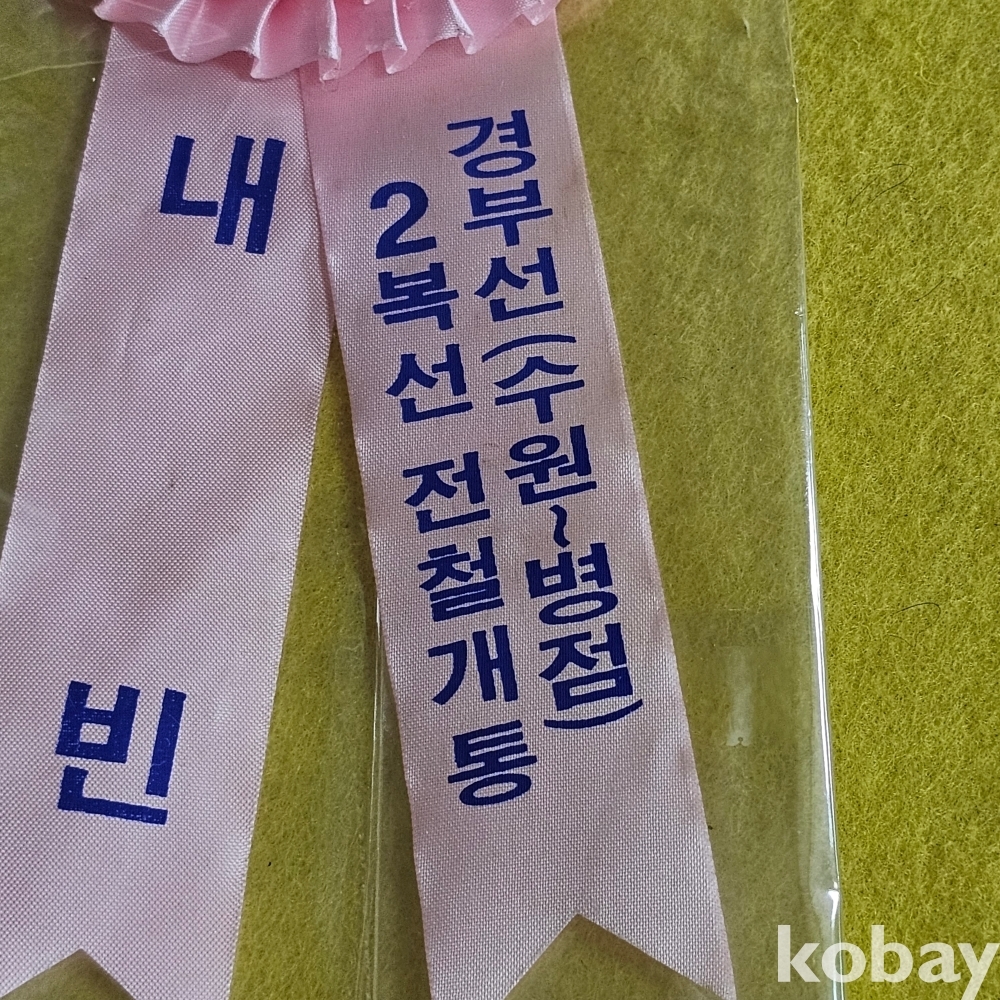 내빈
경부선(수원~병점)
2복선 전철개통
kobay